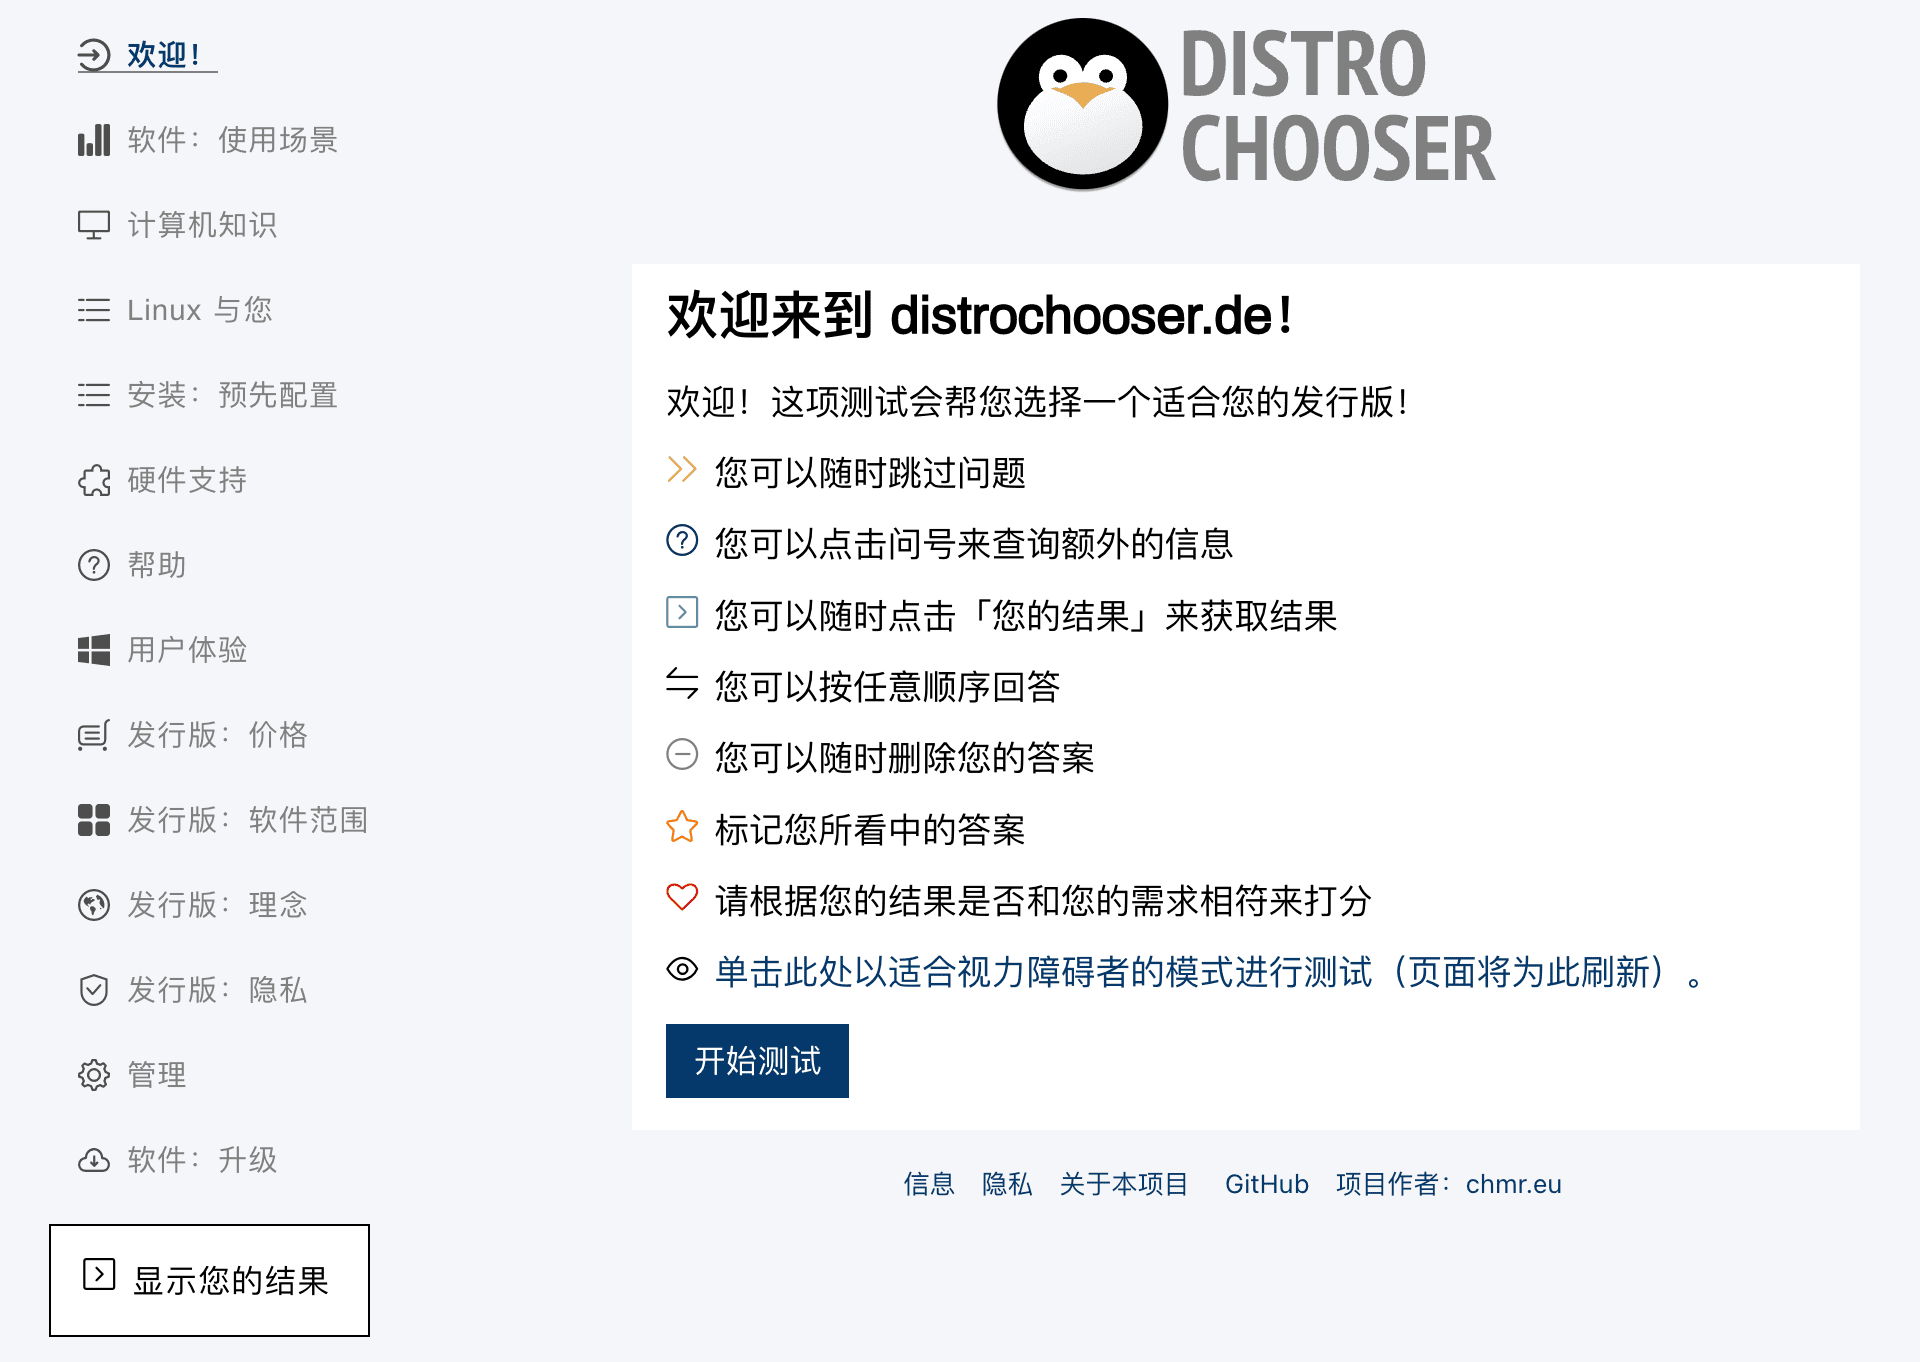 欢迎！
软件：使用场景
计算机知识
Linux 与您
安装：预先配置
硬件支持
帮助
用户体验
发行版：价格
发行版：软件范围
发行版：理念
发行版：隐私
管理
软件：升级
显示您的结果
DISTRO
CHOOSER
欢迎来到 distrochooser.de！
欢迎！这项测试会帮您选择一个适合您的发行版！
您可以随时跳过问题
您可以点击问号来查询额外的信息
您可以随时点击「您的结果」来获取结果
您可以按任意顺序回答
您可以随时删除您的答案
标记您所看中的答案
请根据您的结果是否和您的需求相符来打分
单击此处以适合视力障碍者的模式进行测试（页面将为此刷新）。
开始测试
信息 隐私 关于本项目 GitHub 项目作者：chmr.eu